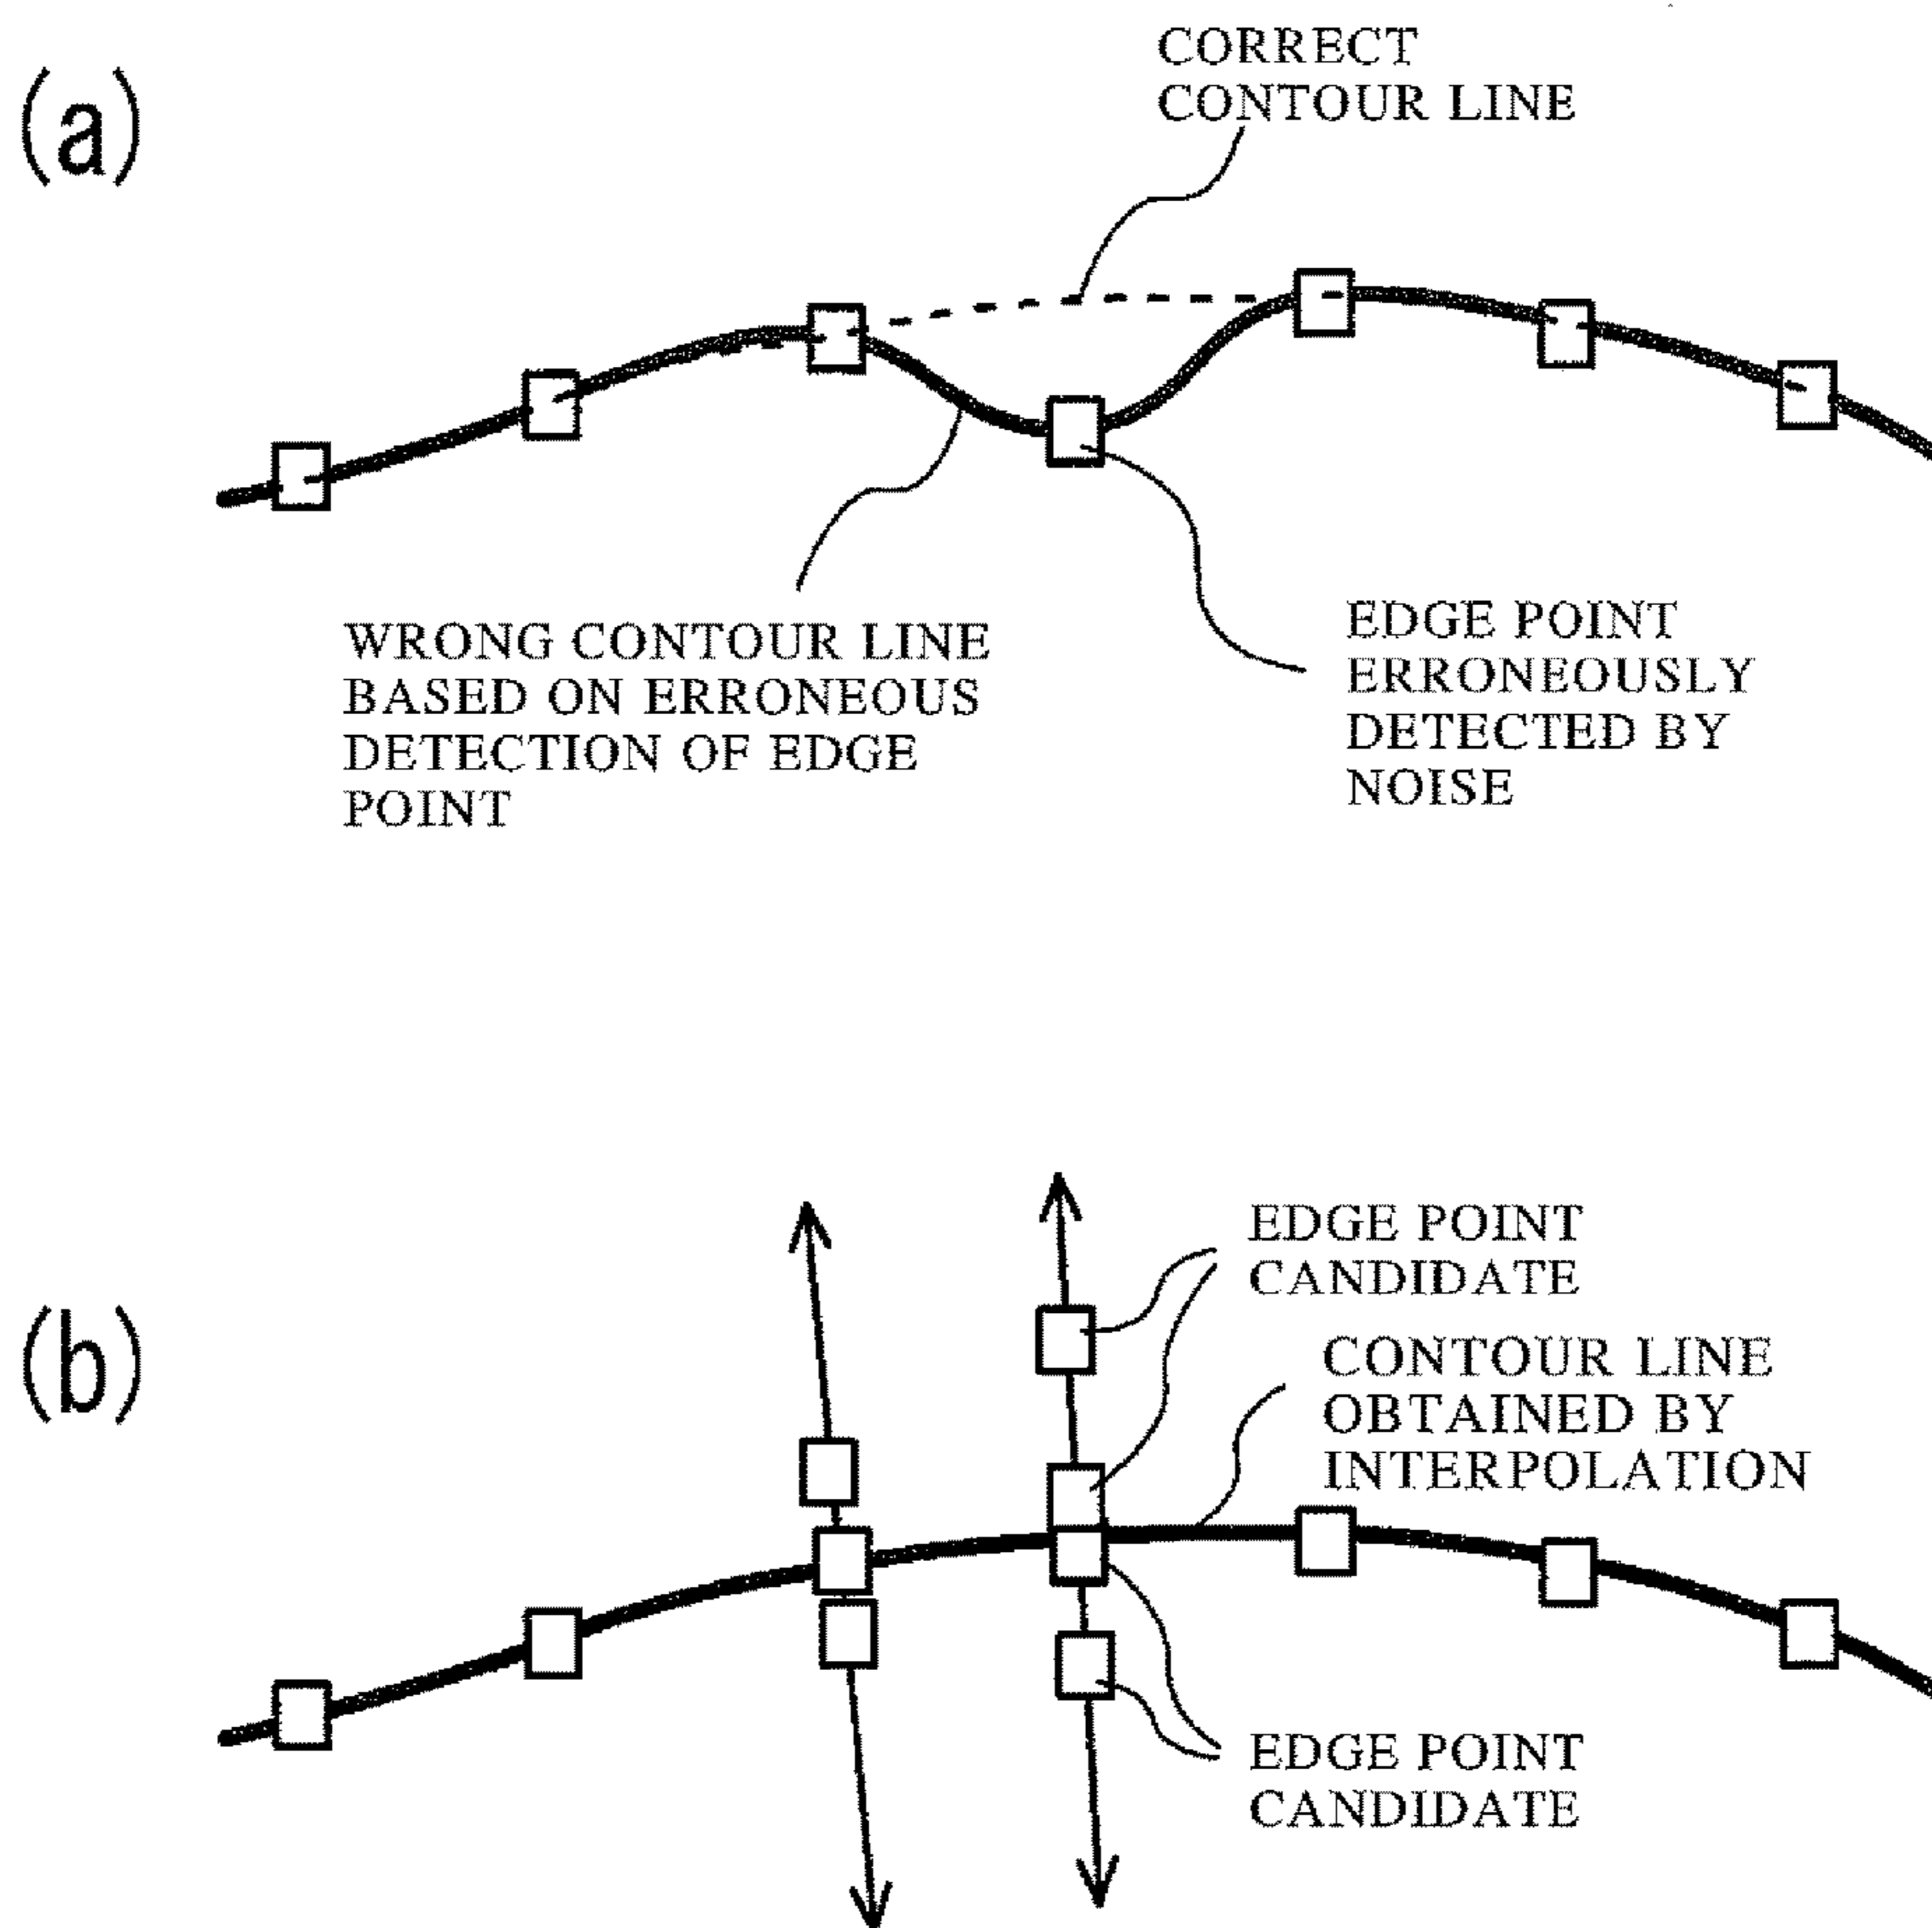 (a)
CORRECT
CONTOUR LINE
WRONG CONTOUR LINE
BASED ON ERRONEOUS
DETECTION OF EDGE
POINT
EDGE POINT
ERRONEOUSLY
DETECTED BY
NOISE
(b)
EDGE POINT
CANDIDATE
CONTOUR LINE
OBTAINED BY
INTERPOLATION
EDGE POINT
CANDIDATE